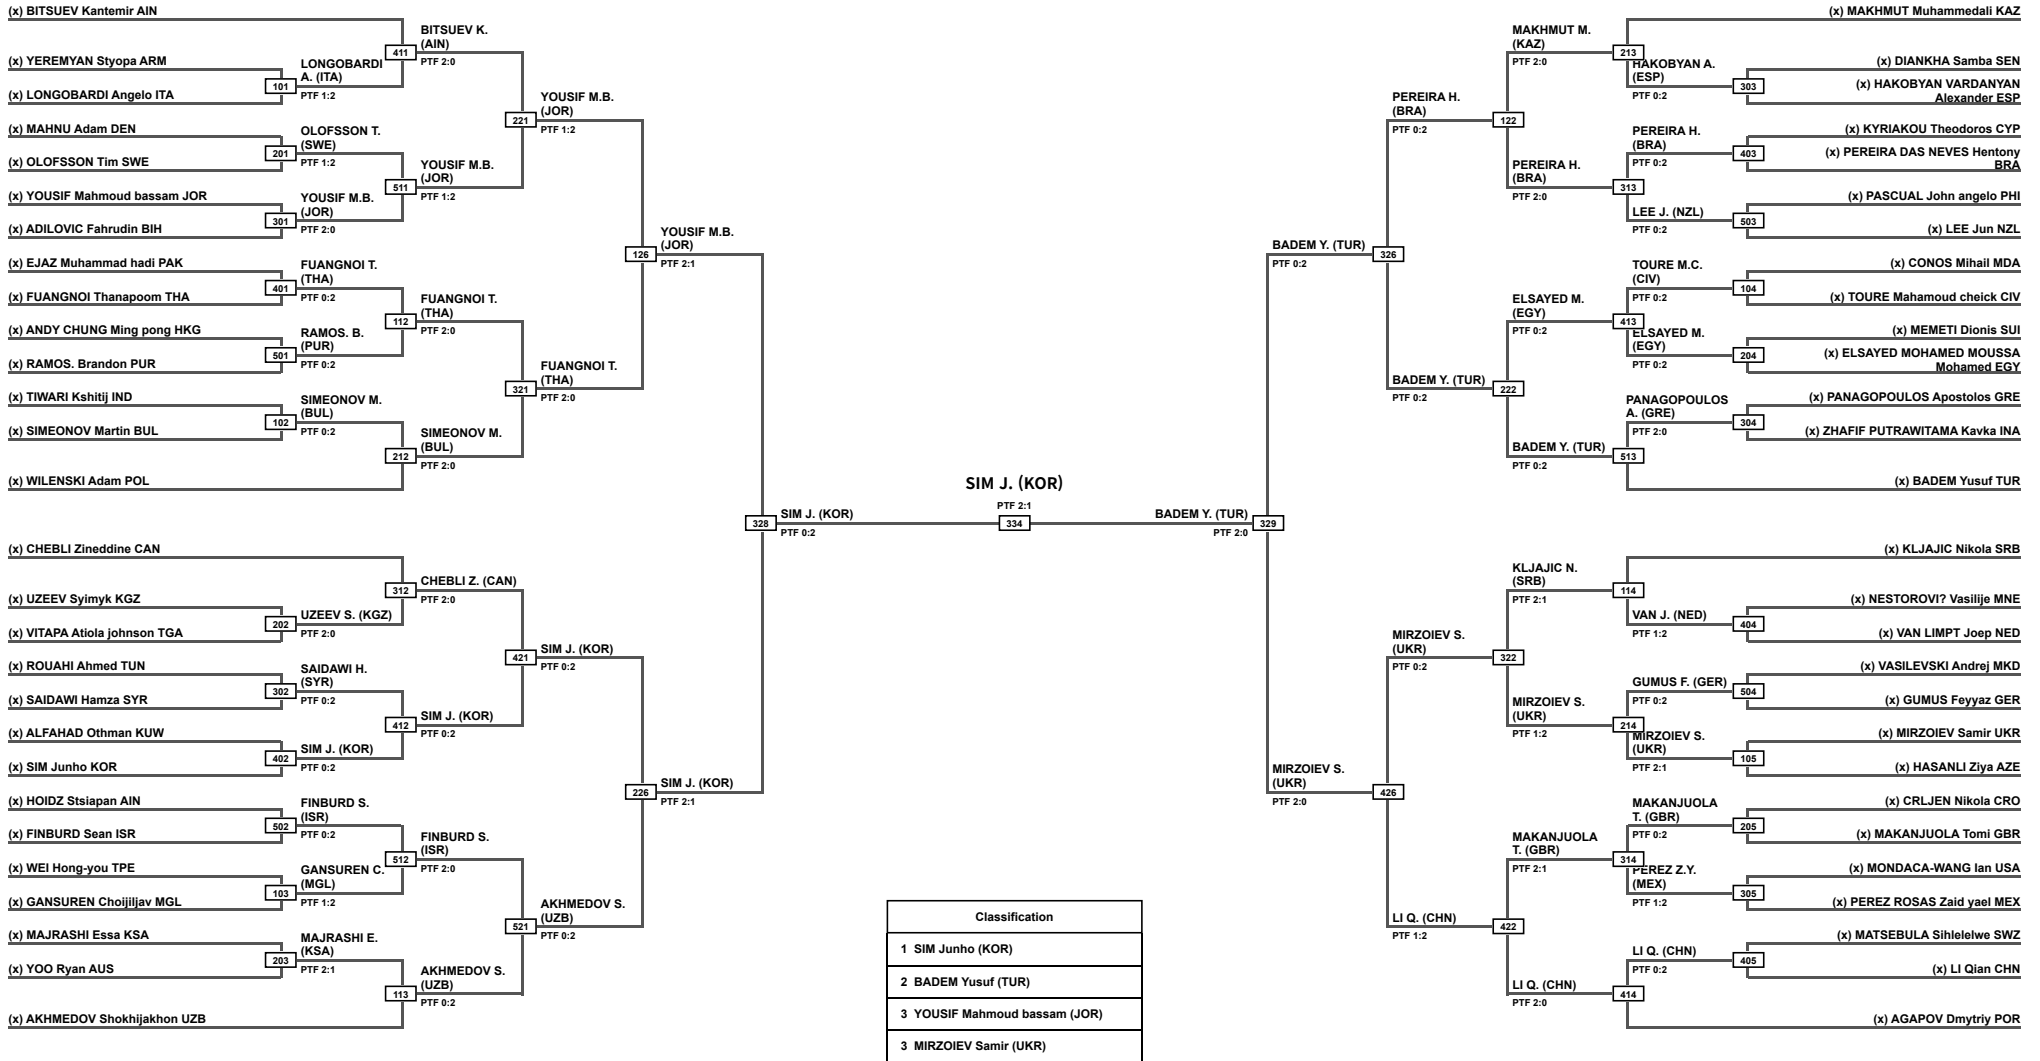 (x) BITSUEV Kantemir AIN
(x) YEREMYAN Styopa ARM
(x) LONGOBARDI Angelo ITA
(x) MAHNU Adam DEN
(x) OLOFSSON Tim SWE
(x) YOUSIF Mahmoud bassam JOR
(x) ADILOVIC Fahrudin BIH
(x) EJAZ Muhammad hadi PAK
(x) FUANGNOI Thanapoom THA
(x) ANDY CHUNG Ming pong HKG
(x) RAMOS. Brandon PUR
(x) TIWARI Kshitij IND
(x) SIMEONOV Martin BUL
(x) WILENSKI Adam POL
(x) CHEBLI Zineddine CAN
(x) UZEEV Syimyk KGZ
(x) VITAPA Atiola johnson TGA
(x) ROUAHI Ahmed TUN
(x) SAIDAWI Hamza SYR
(x) ALFAHAD Othman KUW
(x) SIM Junho KOR
(x) HOIDZ Stsiapan AIN
(x) FINBURD Sean ISR
(x) WEI Hong-you TPE
(x) GANSUREN Choijiljav MGL
(x) MAJRASHI Essa KSA
(x) YOO Ryan AUS
(x) AKHMEDOV Shokhijakhon UZB
101
LONGOBARDI
A. (ITA)
PTF 1:2
201
OLOFSSON T.
(SWE)
PTF 1:2
301
YOUSIF M.B.
(JOR)
PTF 2:0
401
FUANGNOI T.
(THA)
PTF 0:2
501
RAMOS. B.
(PUR)
PTF 0:2
102
SIMEONOV M.
(BUL)
PTF 0:2
202
UZEEV S. (KGZ)
PTF 2:0
302
SAIDAWI H.
(SYR)
PTF 0:2
402
SIM J. (KOR)
PTF 0:2
502
FINBURD S.
(ISR)
PTF 0:2
103
GANSUREN C.
(MGL)
PTF 1:2
203
MAJRASHI E.
(KSA)
PTF 2:1
411
BITSUEV K.
(AIN)
PTF 2:0
511
YOUSIF M.B.
(JOR)
PTF 1:2
112
FUANGNOI T.
(THA)
PTF 2:0
212
SIMEONOV M.
(BUL)
PTF 2:0
312
CHEBLI Z. (CAN)
PTF 2:0
412
SIM J. (KOR)
PTF 0:2
512
FINBURD S.
(ISR)
PTF 2:0
113
AKHMEDOV S.
(UZB)
PTF 0:2
221
YOUSIF M.B.
(JOR)
PTF 1:2
321
FUANGNOI T.
(THA)
PTF 2:0
421
SIM J. (KOR)
PTF 0:2
521
AKHMEDOV S.
(UZB)
PTF 0:2
126
YOUSIF M.B.
(JOR)
PTF 2:1
226
SIM J. (KOR)
PTF 2:1
328
SIM J. (KOR)
PTF 0:2
SIM J. (KOR)
PTF 2:1
334
BADEM Y. (TUR)
PTF 2:0
329
BADEM Y. (TUR)
PTF 0:2
326
MIRZOIEV S.
(UKR)
PTF 2:0
426
PEREIRA H.
(BRA)
PTF 0:2
122
BADEM Y. (TUR)
PTF 0:2
222
MIRZOIEV S.
(UKR)
PTF 0:2
322
LI Q. (CHN)
PTF 1:2
422
MAKHMUT M.
(KAZ)
PTF 2:0
213
PEREIRA H.
(BRA)
PTF 2:0
313
ELSAYED M.
(EGY)
PTF 0:2
413
BADEM Y. (TUR)
PTF 0:2
513
KLJAJIC N.
(SRB)
PTF 2:1
114
MIRZOIEV S.
(UKR)
PTF 1:2
214
MAKANJUOLA
T. (GBR)
PTF 2:1
314
LI Q. (CHN)
PTF 2:0
414
HAKOBYAN A.
(ESP)
PTF 0:2
303
PEREIRA H.
(BRA)
PTF 0:2
403
LEE J. (NZL)
PTF 0:2
503
TOURE M.C.
(CIV)
PTF 0:2
104
ELSAYED M.
(EGY)
PTF 0:2
204
PANAGOPOULOS
A. (GRE)
PTF 2:0
304
VAN J. (NED)
PTF 1:2
404
GUMUS F. (GER)
PTF 0:2
504
MIRZOIEV S.
(UKR)
PTF 2:1
105
MAKANJUOLA
T. (GBR)
PTF 0:2
205
PEREZ Z.Y.
(MEX)
PTF 1:2
305
LI Q. (CHN)
PTF 0:2
405
(x) MAKHMUT Muhammedali KAZ
(x) DIANKHA Samba SEN
(x) HAKOBYAN VARDANYAN
Alexander ESP
(x) KYRIAKOU Theodoros CYP
(x) PEREIRA DAS NEVES Hentony
BRA
(x) PASCUAL John angelo PHI
(x) LEE Jun NZL
(x) CONOS Mihail MDA
(x) TOURE Mahamoud cheick CIV
(x) MEMETI Dionis SUI
(x) ELSAYED MOHAMED MOUSSA
Mohamed EGY
(x) PANAGOPOULOS Apostolos GRE
(x) ZHAFIF PUTRAWITAMA Kavka INA
(x) BADEM Yusuf TUR
(x) KLJAJIC Nikola SRB
(x) NESTOROVI? Vasilije MNE
(x) VAN LIMPT Joep NED
(x) VASILEVSKI Andrej MKD
(x) GUMUS Feyyaz GER
(x) MIRZOIEV Samir UKR
(x) HASANLI Ziya AZE
(x) CRLJEN Nikola CRO
(x) MAKANJUOLA Tomi GBR
(x) MONDACA-WANG Ian USA
(x) PEREZ ROSAS Zaid yael MEX
(x) MATSEBULA Sihlelelwe SWZ
(x) LI Qian CHN
(x) AGAPOV Dmytriy POR
Classification
1 SIM Junho (KOR)
2 BADEM Yusuf (TUR)
3 YOUSIF Mahmoud bassam (JOR)
3 MIRZOIEV Samir (UKR)